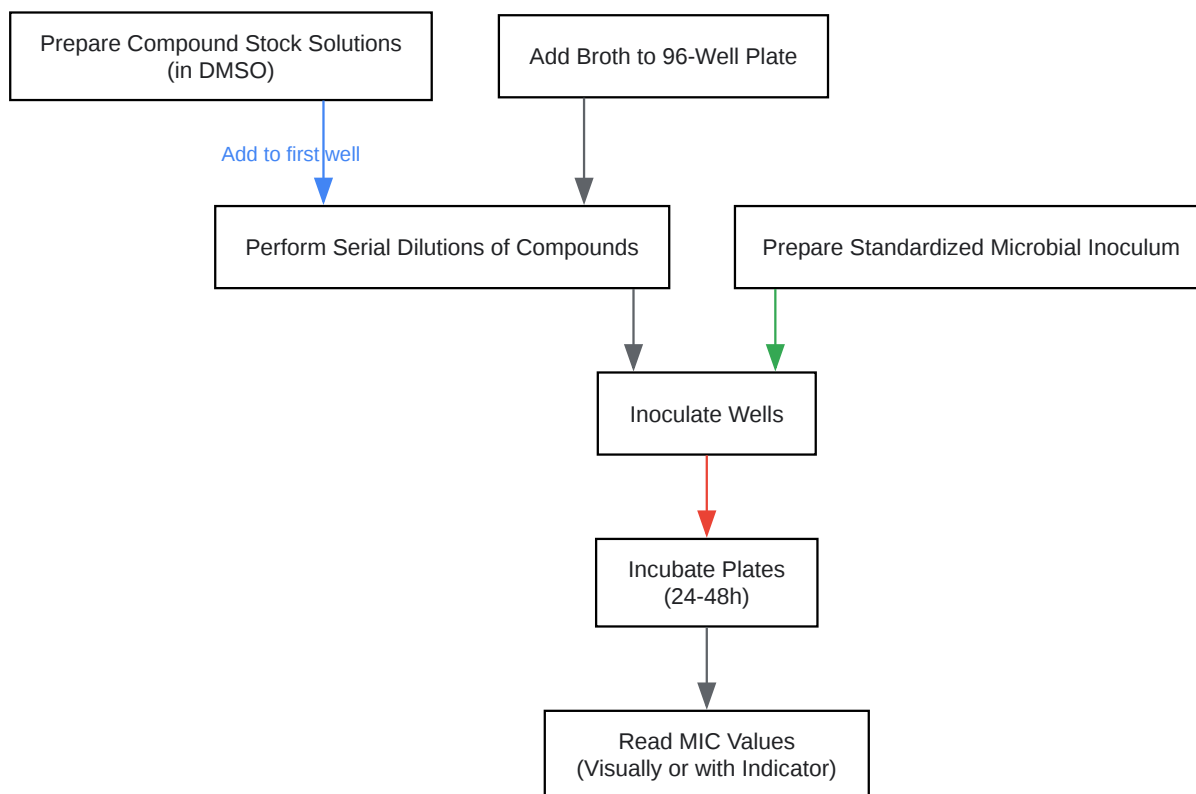 Prepare Compound Stock Solutions
(in DMSO)
Add Broth to 96-Well Plate
Add to first well
Perform Serial Dilutions of Compounds
Prepare Standardized Microbial Inoculum
Inoculate Wells
Incubate Plates
(24-48h)
Read MIC Values
(Visually or with Indicator)